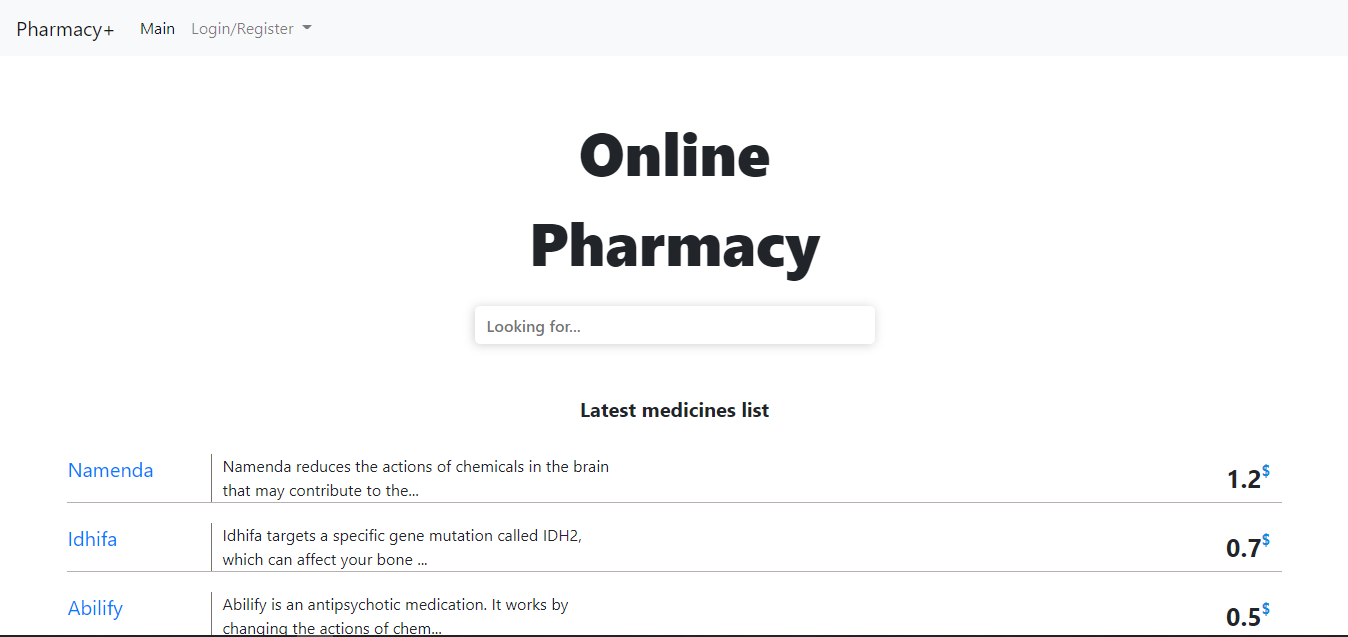 Pharmacy+ Main Login/Register
Online
Pharmacy
Looking for...
Latest medicines list
Namenda
Namenda reduces the actions of chemicals in the brain
that may contribute to the...
1.2$
Idhifa
Idhifa targets a specific gene mutation called IDH2,
which can affect your bone ...
0.7$
Abilify
Abilify is an antipsychotic medication. It works by
changing the actions of chem...
0.5$